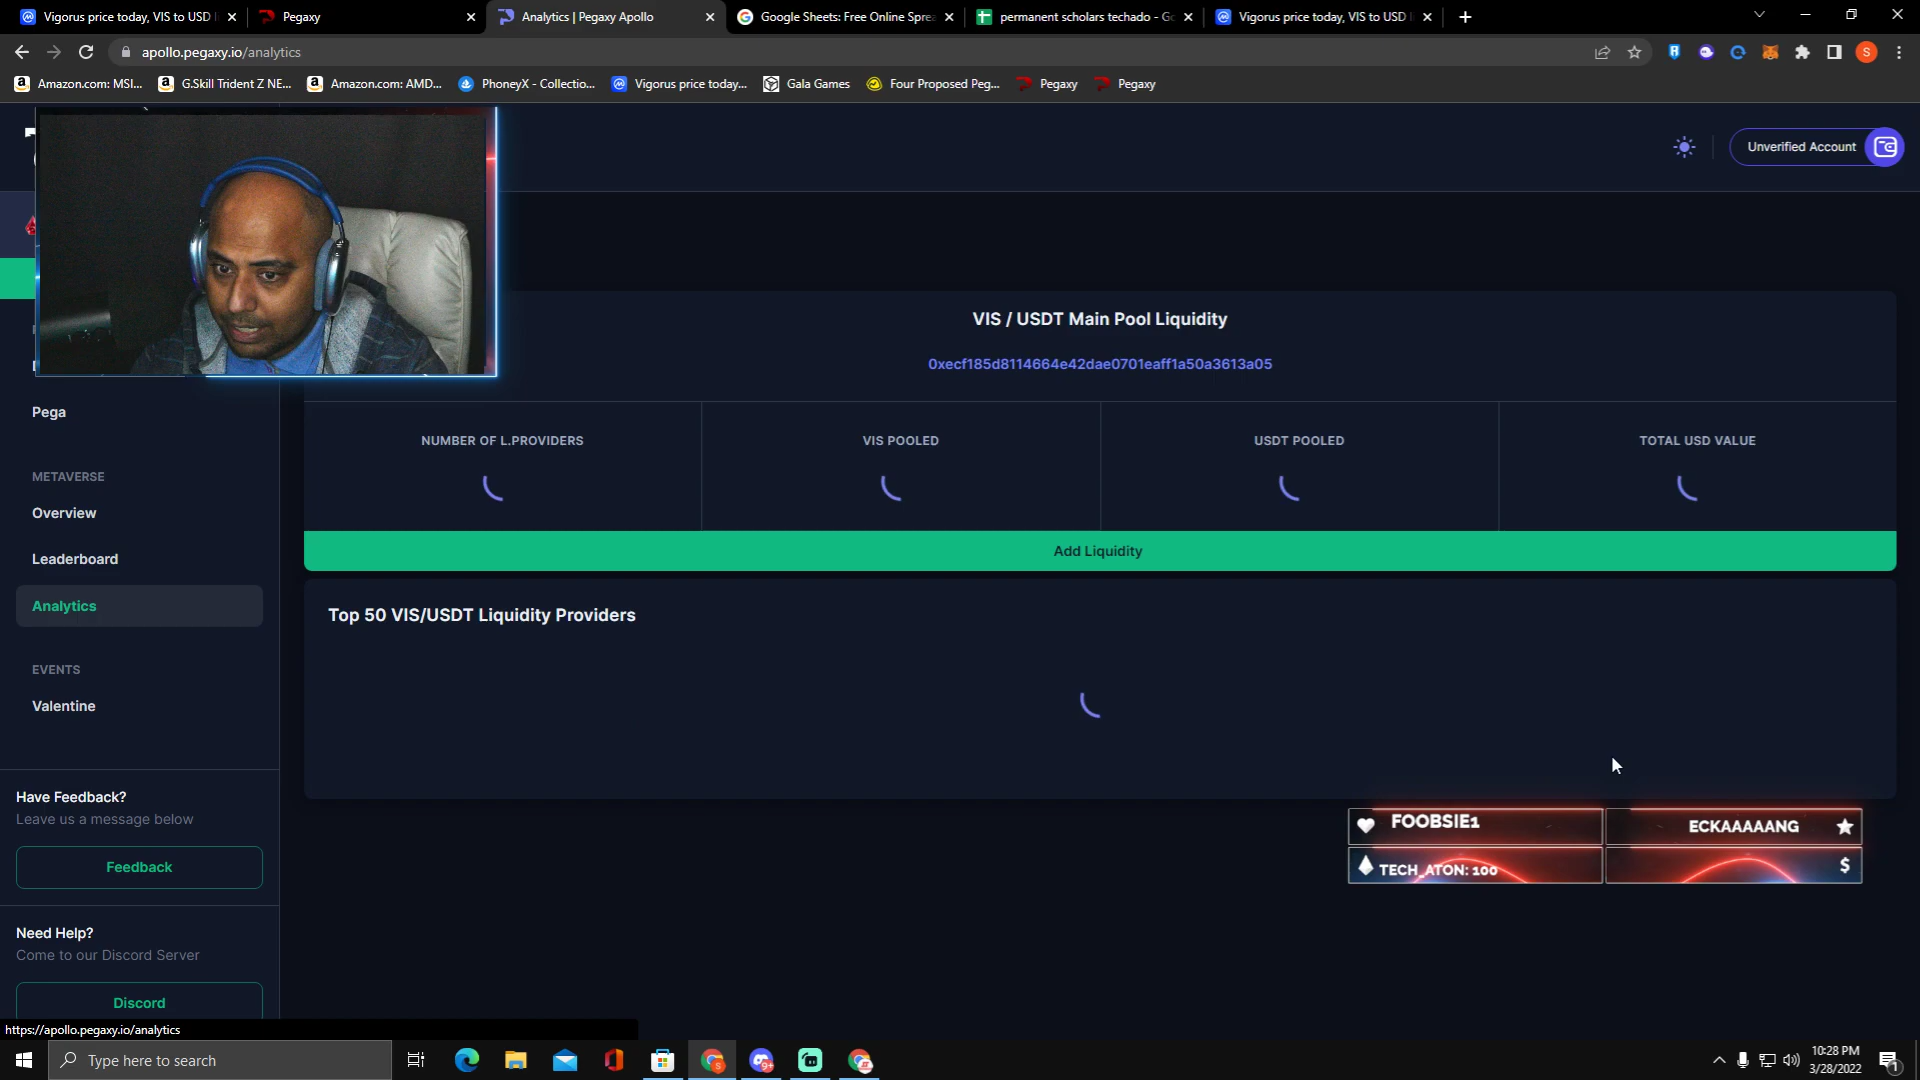 Vigorus price today, VIS to USD l
Pegaxy
Analytics | Pegaxy Apollo
Google Sheets: Free Online Sprea
permanent scholars techado - Go
Vigorus price today, VIS to USD l
apollo.pegaxy.io/analytics
S
Amazon.com: MSI...
G.Skill Trident Z NE...
Amazon.com: AMD...
PhoneyX - Collectio...
Vigorus price today...
Gala Games
Four Proposed Peg...
Pegaxy
Pegaxy
Unverified Account
VIS / USDT Main Pool Liquidity
0xecf185d8114664e42dae0701eaff1a50a3613a05
NUMBER OF L.PROVIDERS
VIS POOLED
USDT POOLED
TOTAL USD VALUE
Add Liquidity
Top 50 VIS/USDT Liquidity Providers
Pega
METAVERSE
Overview
Leaderboard
Analytics
EVENTS
Valentine
Have Feedback?
Leave us a message below
Feedback
Need Help?
Come to our Discord Server
Discord
FOOBSIE1
ECKAAAAANG
TECH_ATON: 100
$
https://apollo.pegaxy.io/analytics
Type here to search
10:28 PM
3/28/2022